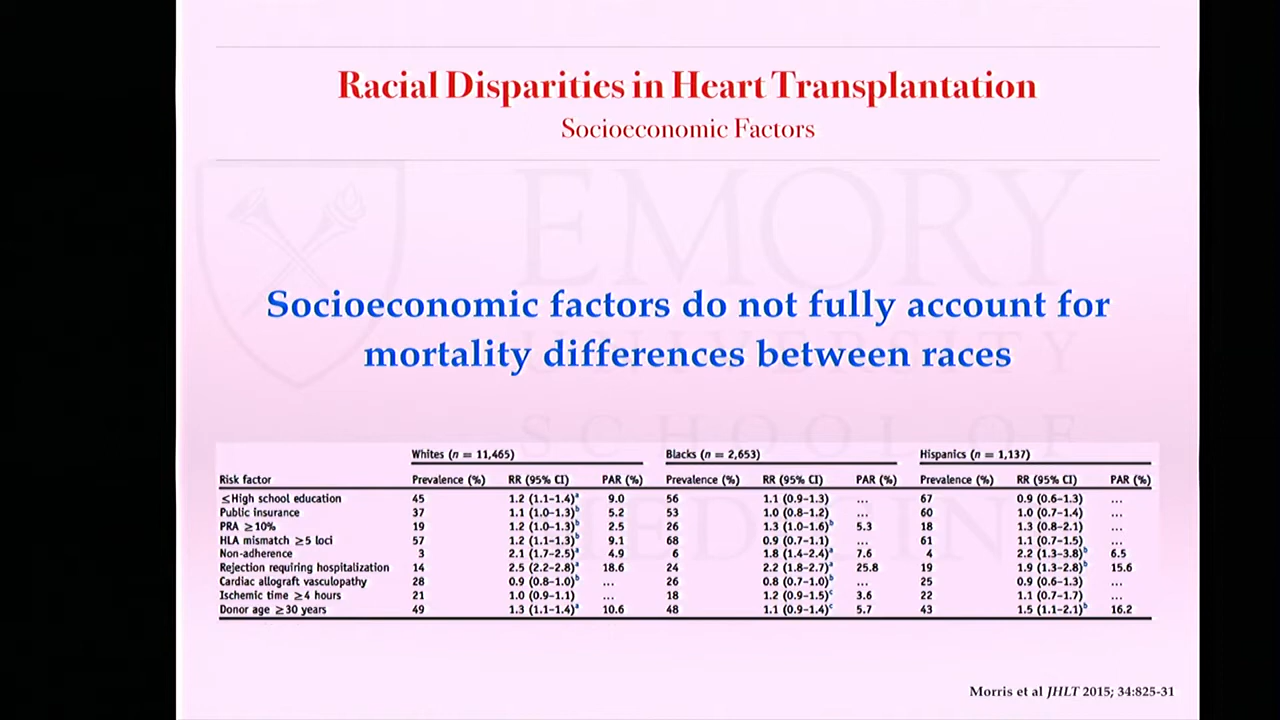 Racial Disparities in Heart Transplantation
Socioeconomic Factors
EMORY
UNIVERSITY
SCHOOL OF
MEDICINE
Socioeconomic factors do not fully account for
mortality differences between races
Whites (n = 11,465) Blacks (n = 2,653) Hispanics (n = 1,137)
Risk factor Prevalence (%) RR (95% CI) PAR (%) Prevalence (%) RR (95% CI) PAR (%) Prevalence (%) RR (95% CI) PAR (%)
≤High school education 45 1.2 (1.1–1.4)a 9.0 56 1.1 (0.9–1.3) ... 67 0.9 (0.6–1.3) ...
Public insurance 37 1.1 (1.0–1.3)b 5.2 53 1.0 (0.8–1.2) ... 60 1.0 (0.7–1.4) ...
PRA ≥10% 19 1.2 (1.0–1.3)b 2.5 26 1.3 (1.0–1.6)b 5.3 18 1.3 (0.8–2.1) ...
HLA mismatch ≥5 loci 57 1.2 (1.1–1.3)b 9.1 68 0.9 (0.7–1.1) ... 61 1.1 (0.7–1.5) ...
Non-adherence 3 2.1 (1.7–2.5)a 4.9 6 1.8 (1.4–2.4)a 7.6 4 2.2 (1.3–3.8)b 6.5
Rejection requiring hospitalization 14 2.5 (2.2–2.8)a 18.6 24 2.2 (1.8–2.7)a 25.8 19 1.9 (1.3–2.8)b 15.6
Cardiac allograft vasculopathy 28 0.9 (0.8–1.0)b ... 26 0.8 (0.7–1.0)b ... 25 0.9 (0.6–1.3) ...
Ischemic time ≥4 hours 21 1.0 (0.9–1.1) ... 18 1.2 (0.9–1.5)c 3.6 22 1.1 (0.7–1.7) ...
Donor age ≥30 years 49 1.3 (1.1–1.4)a 10.6 48 1.1 (0.9–1.4)c 5.7 43 1.5 (1.1–2.1)b 16.2
Morris et al JHLT 2015; 34:825-31